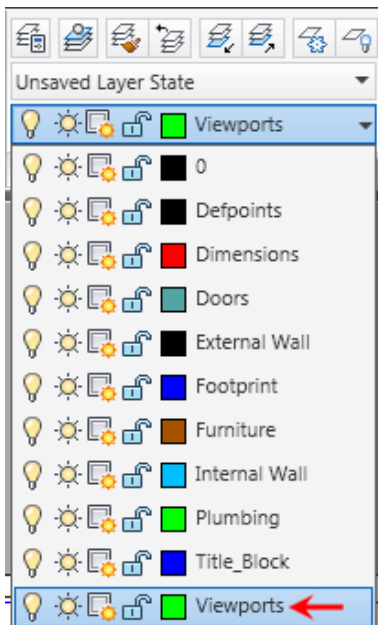 Unsaved Layer State
Viewports
0
Defpoints
Dimensions
Doors
External Wall
Footprint
Furniture
Internal Wall
Plumbing
Title_Block
Viewports